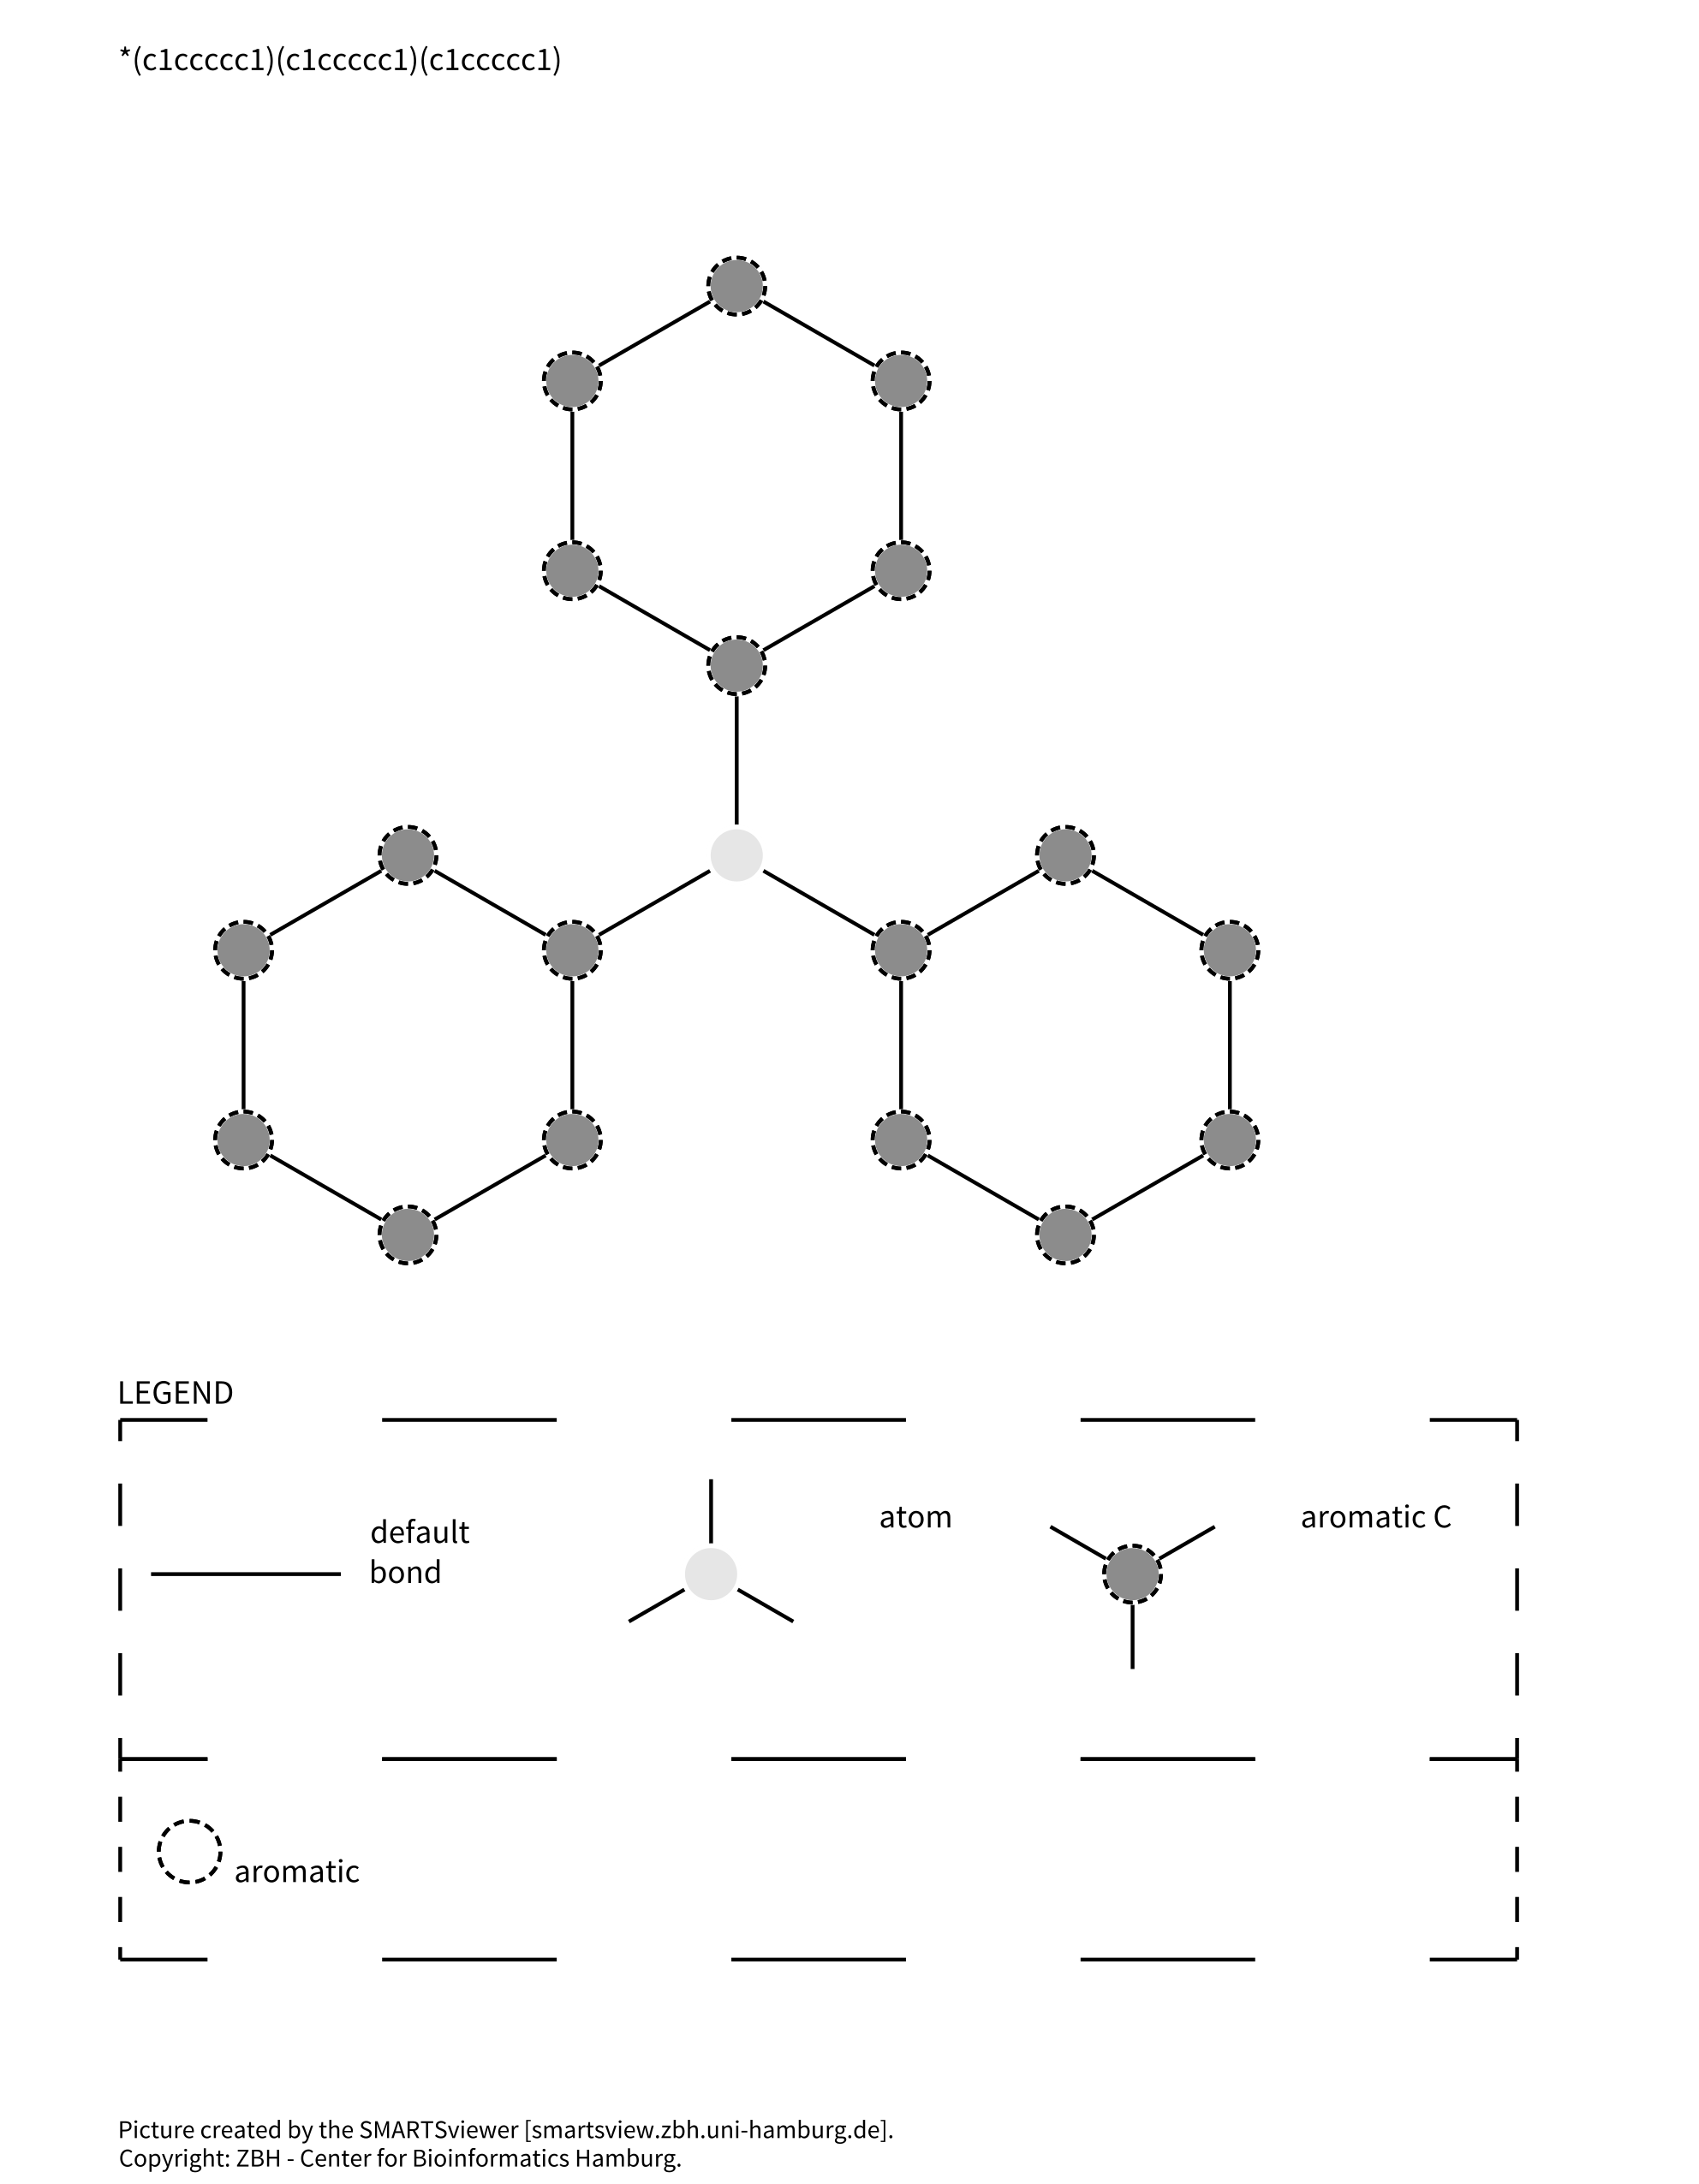 *(c1ccccc1)(c1ccccc1)(c1ccccc1)
LEGEND
default
bond
atom
aromatic C
aromatic
Picture created by the SMARTSviewer [smartsview.zbh.uni-hamburg.de].
Copyright: ZBH - Center for Bioinformatics Hamburg.